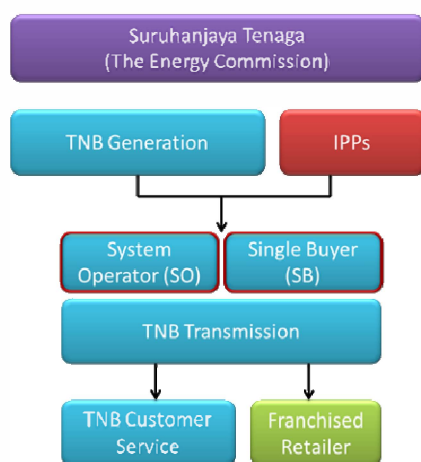 Suruhanjaya Tenaga
(The Energy Commission)
TNB Generation
IPPs
System
Operator (SO)
Single Buyer
(SB)
TNB Transmission
TNB Customer
Service
Franchised
Retailer